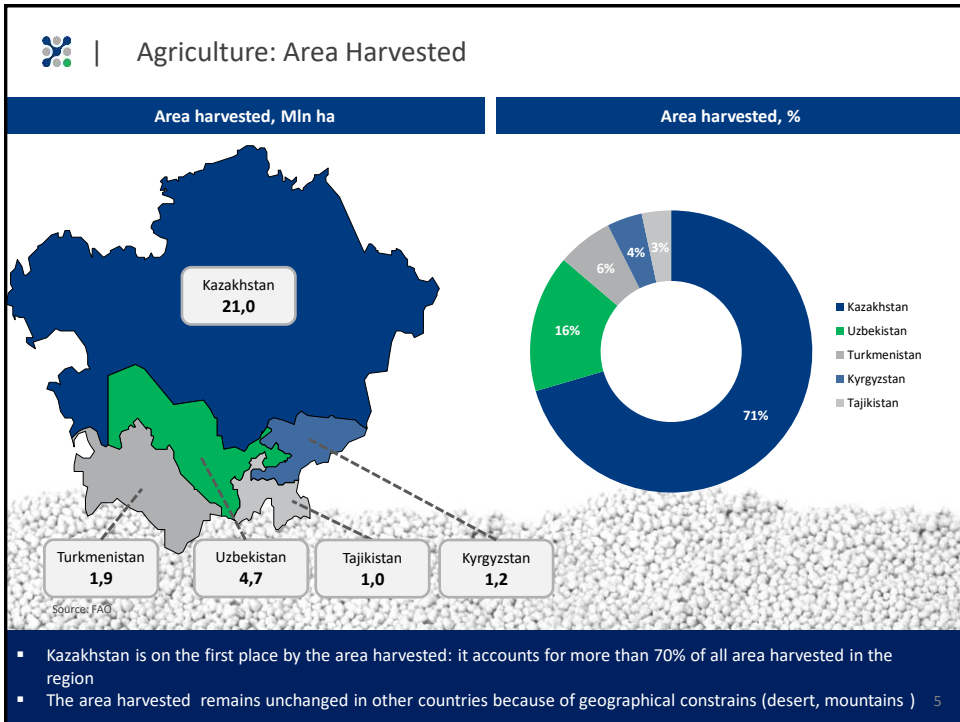 | Agriculture: Area Harvested
Area harvested, Mln ha
Area harvested, %
Kazakhstan
21,0
Turkmenistan
1,9
Uzbekistan
4,7
Tajikistan
1,0
Kyrgyzstan
1,2
Source: FAO
71%
16%
6%
4%
3%
Kazakhstan
Uzbekistan
Turkmenistan
Kyrgyzstan
Tajikistan
▪ Kazakhstan is on the first place by the area harvested: it accounts for more than 70% of all area harvested in the
region
▪ The area harvested remains unchanged in other countries because of geographical constrains (desert, mountains )
5